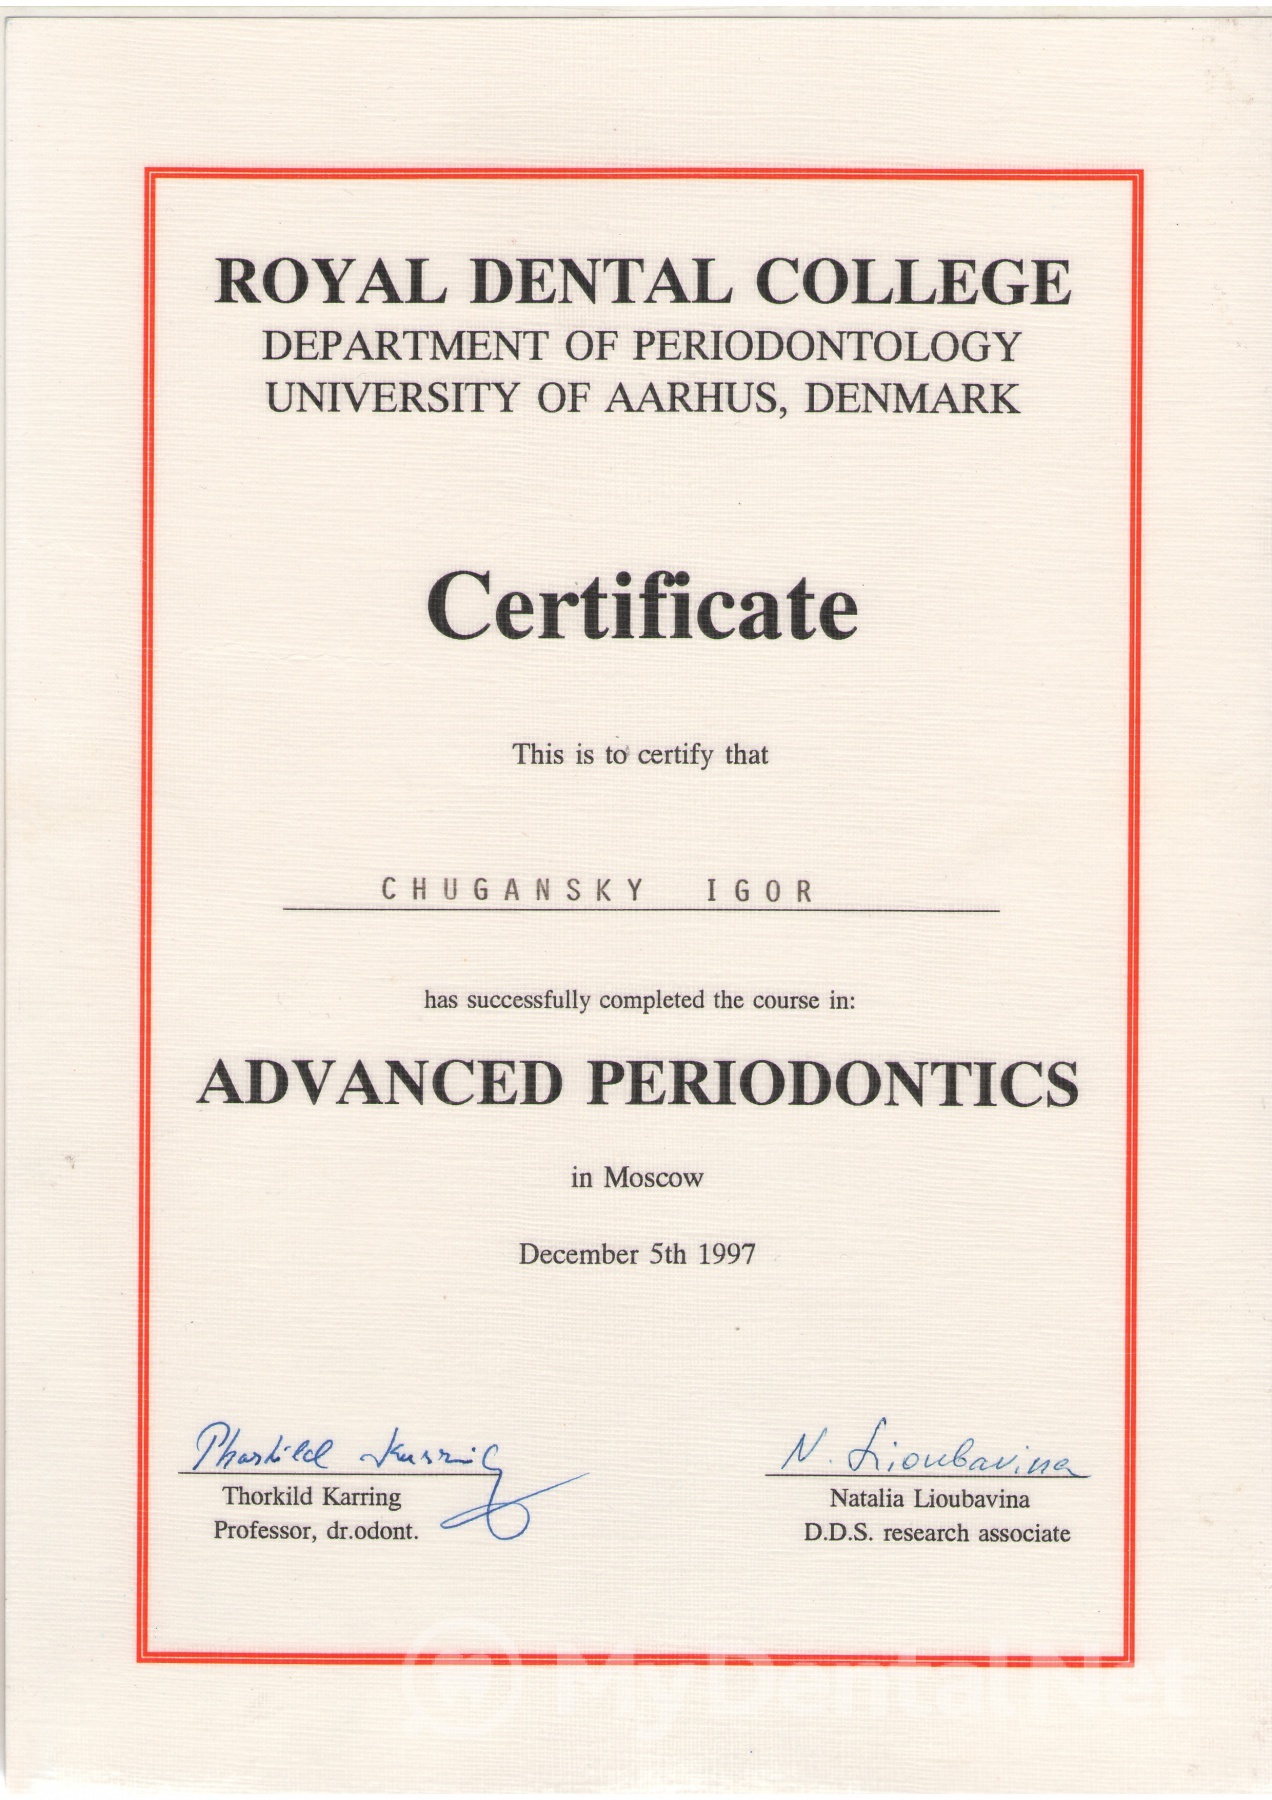 ROYAL DENTAL COLLEGE
DEPARTMENT OF PERIODONTOLOGY
UNIVERSITY OF AARHUS, DENMARK
Certificate
This is to certify that
CHUGANSKY IGOR
has successfully completed the course in:
ADVANCED PERIODONTICS
in Moscow
December 5th 1997
Thorkild Karring
N. Lioubavina
Thorkild Karring
Professor, dr.odont.
Natalia Lioubavina
D.D.S. research associate
MyDentalNet